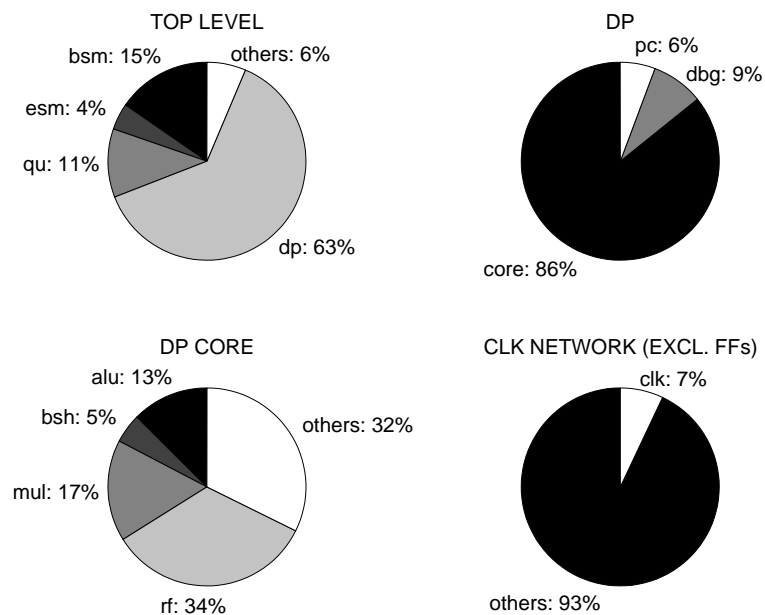 TOP LEVEL
bsm: 15%
others: 6%
esm: 4%
qu: 11%
dp: 63%
DP
pc: 6%
dbg: 9%
core: 86%
DP CORE
alu: 13%
bsh: 5%
others: 32%
mul: 17%
rf: 34%
CLK NETWORK (EXCL. FFs)
clk: 7%
others: 93%